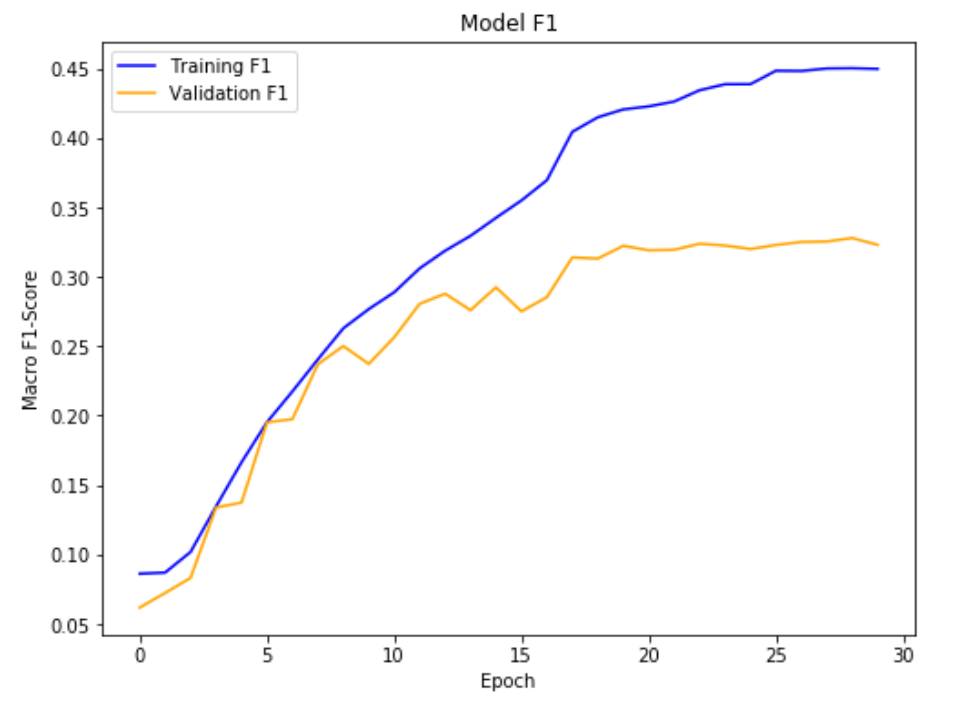 Model F1
Training F1
Validation F1
0.45
0.40
0.35
0.30
0.25
0.20
0.15
0.10
0.05
Macro F1-Score
0 5 10 15 20 25 30
Epoch